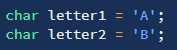 char letter1 = 'A';
char letter2 = 'B';